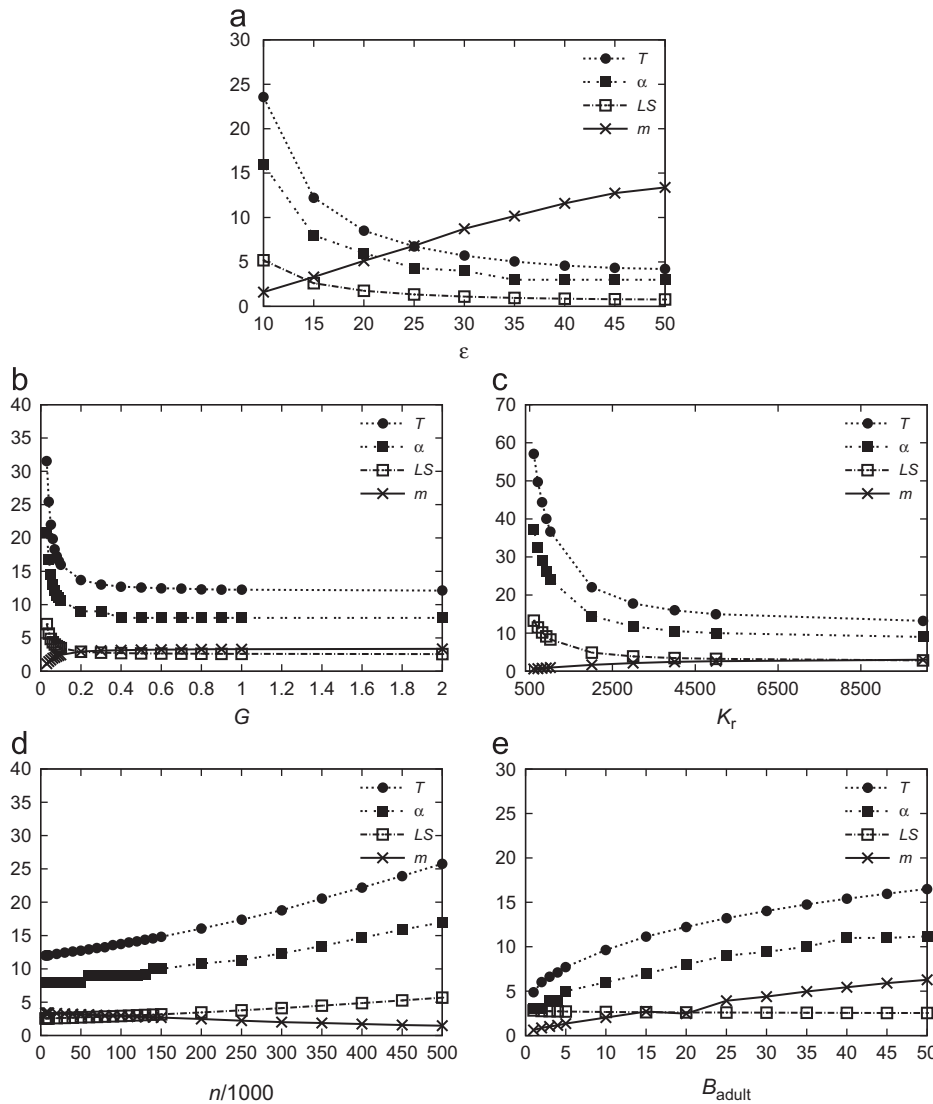 a
30
25
20
15
10
5
0
T
α
LS
m
10 15 20 25 30 35 40 45 50
ε
b
40
35
30
25
20
15
10
5
0
T
α
LS
m
0 0.2 0.4 0.6 0.8 1 1.2 1.4 1.6 1.8 2
G
c
70
60
50
40
30
20
10
0
T
α
LS
m
500 2500 4500 6500 8500
Kr
d
40
35
30
25
20
15
10
5
0
T
α
LS
m
0 50 100 150 200 250 300 350 400 450 500
n/1000
e
30
25
20
15
10
5
0
T
α
LS
m
0 5 10 15 20 25 30 35 40 45 50
Badult